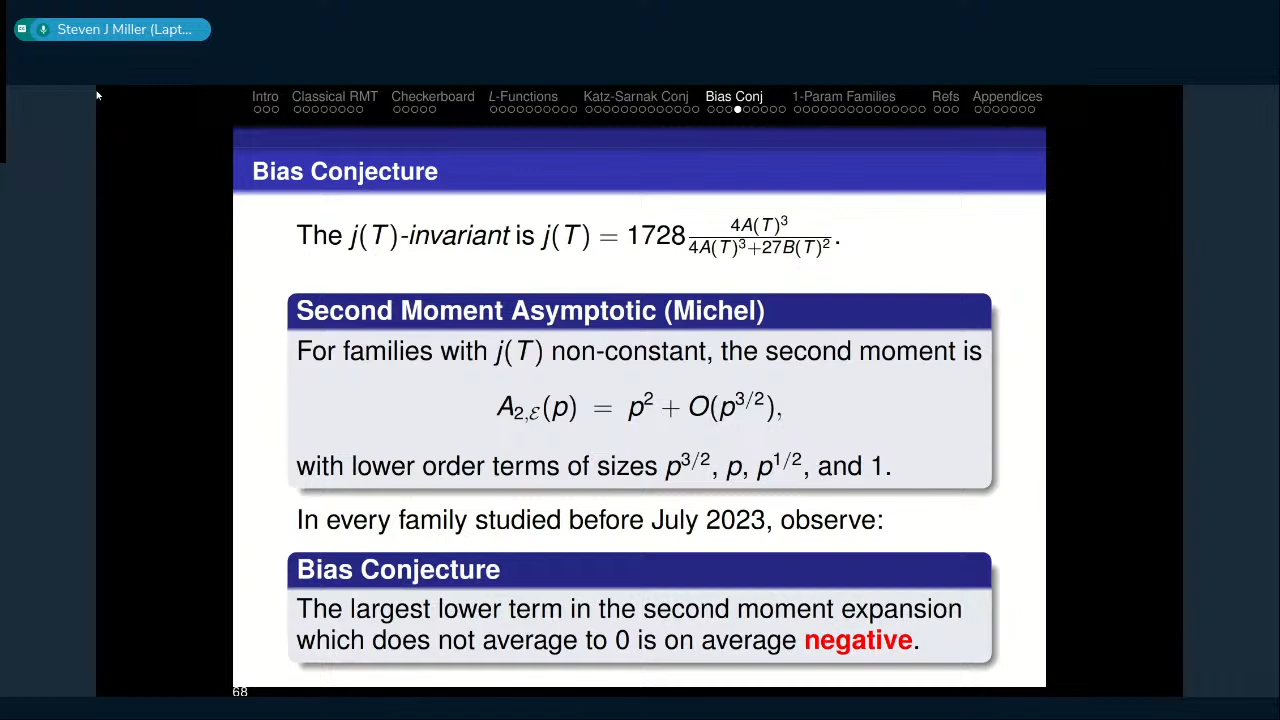 Steven J Miller (Lapt...
Intro Classical RMT Checkerboard L-Functions Katz-Sarnak Conj Bias Conj 1-Param Families Refs Appendices
Bias Conjecture
The j(T)-invariant is j(T) = 1728 4A(T)³/4A(T)³+27B(T)².
Second Moment Asymptotic (Michel)
For families with j(T) non-constant, the second moment is
A₂,ℰ(p) = p² + O(p^{3/2}),
with lower order terms of sizes p^{3/2}, p, p^{1/2}, and 1.
In every family studied before July 2023, observe:
Bias Conjecture
The largest lower term in the second moment expansion
which does not average to 0 is on average negative.
68